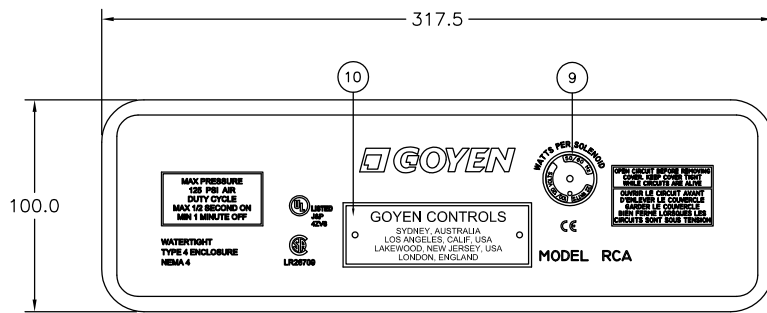 317.5
10
9
100.0
GOYEN
WATTS PER SOLENOID
MAX PRESSURE
125 PSI AIR
DUTY CYCLE
MAX 1/2 SECOND ON
MIN 1 MINUTE OFF
OPEN CIRCUIT BEFORE REMOVING
COVER. KEEP COVER TIGHT
WHILE CIRCUITS ARE ALIVE
OUVRIR LE CIRCUIT AVANT
D'ENLEVER LE COUVERCLE
GARDER LE COUVERCLE
BIEN FERME LORSQUES LES
CIRCUITS SONT SOUS TENSION
UL LISTED
J&P
4ZV8
GOYEN CONTROLS
SYDNEY, AUSTRALIA
LOS ANGELES, CALIF, USA
LAKEWOOD, NEW JERSEY, USA
LONDON, ENGLAND
CE
WATERTIGHT
TYPE 4 ENCLOSURE
NEMA 4
LR26709
MODEL RCA